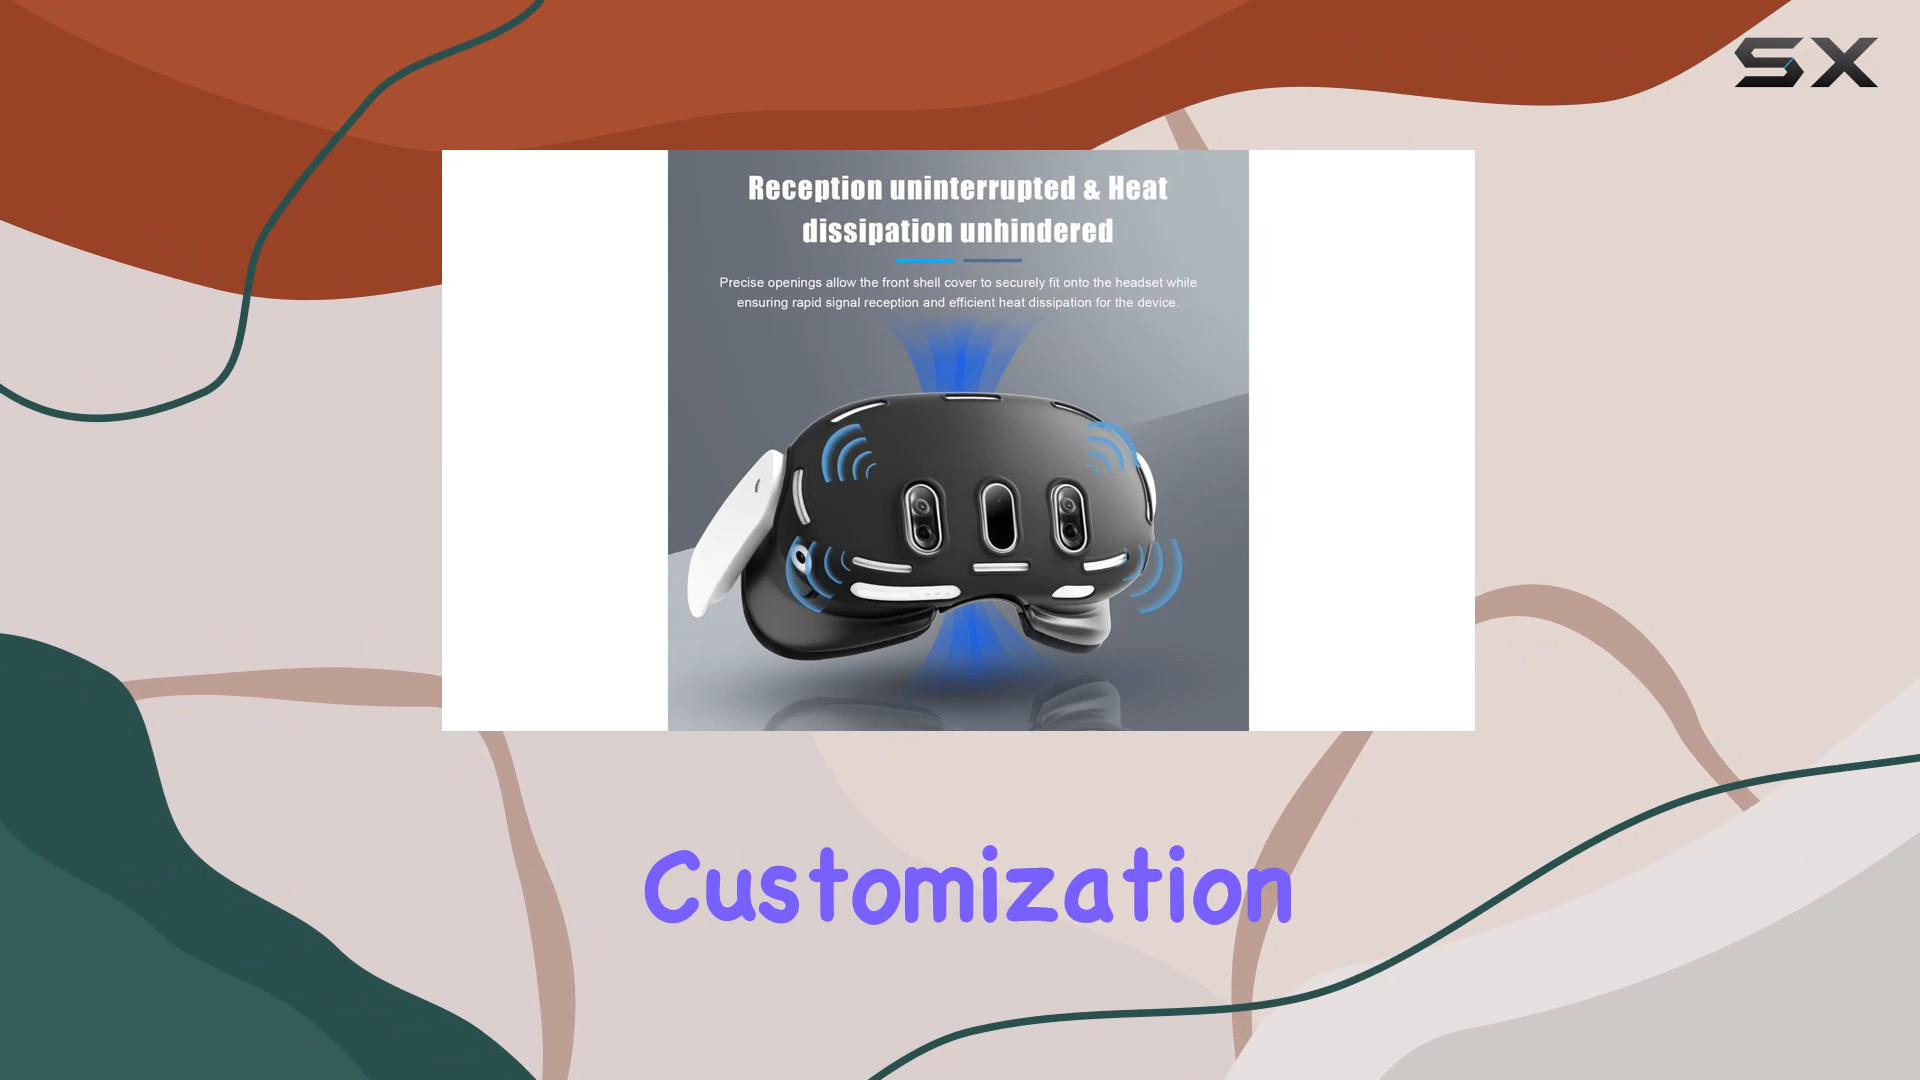 SX
Reception uninterrupted & Heat
dissipation unhindered
Precise openings allow the front shell cover to securely fit onto the headset while
ensuring rapid signal reception and efficient heat dissipation for the device.
Customization